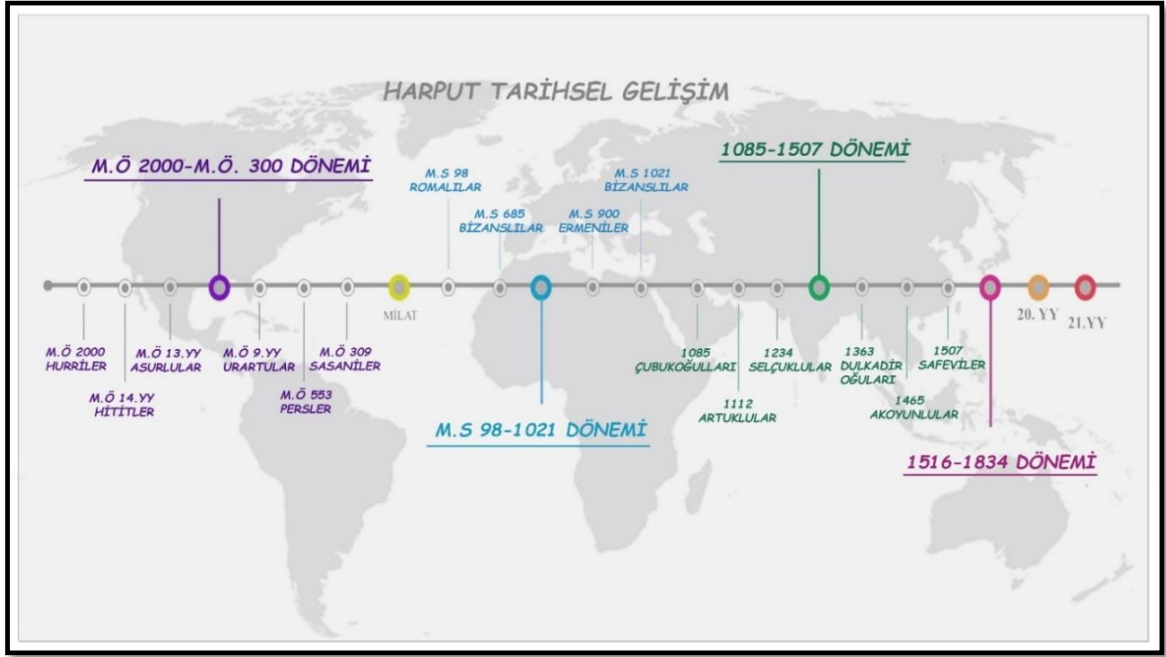 HARPUT TARİHSEL GELİŞİM
M.Ö 2000-M.Ö. 300 DÖNEMİ
M.Ö 2000
HURRİLER
M.Ö 14.YY
HİTİTLER
M.Ö 13.YY
ASURLULAR
M.Ö 9.YY
URARTULAR
M.Ö 553
PERSLER
M.Ö 309
SASANİLER
MİLAT
M.S 98
ROMALILAR
M.S 685
BİZANSLILAR
M.S 900
ERMENİLER
M.S 1021
BİZANSLILAR
M.S 98-1021 DÖNEMİ
1085-1507 DÖNEMİ
1085
ÇUBUKOĞULLARI
1112
ARTUKLULAR
1234
SELÇUKLULAR
1363
DULKADİR
OĞULARI
1465
AKOYUNLULAR
1507
SAFEVİLER
1516-1834 DÖNEMİ
20. YY
21.YY